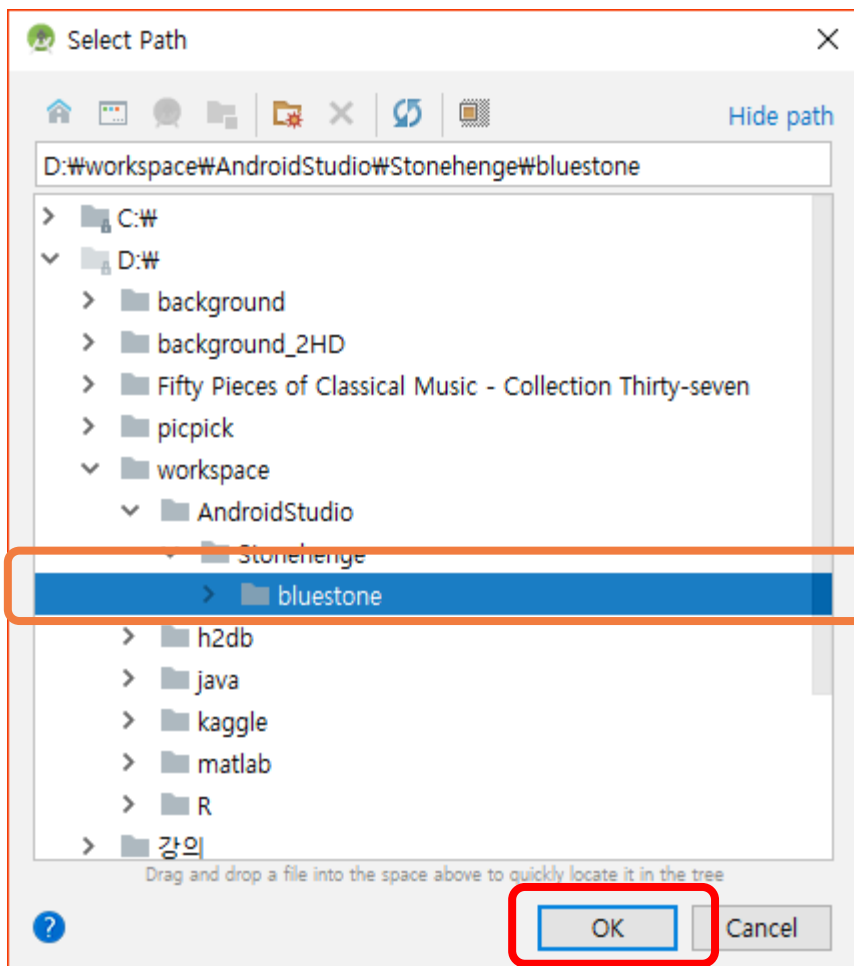 Select Path
Hide path
D:₩workspace₩AndroidStudio₩Stonehenge₩bluestone
C:₩
D:₩
background
background_2HD
Fifty Pieces of Classical Music - Collection Thirty-seven
picpick
workspace
AndroidStudio
Stonehenge
bluestone
h2db
java
kaggle
matlab
R
강의
Drag and drop a file into the space above to quickly locate it in the tree
?
OK
Cancel